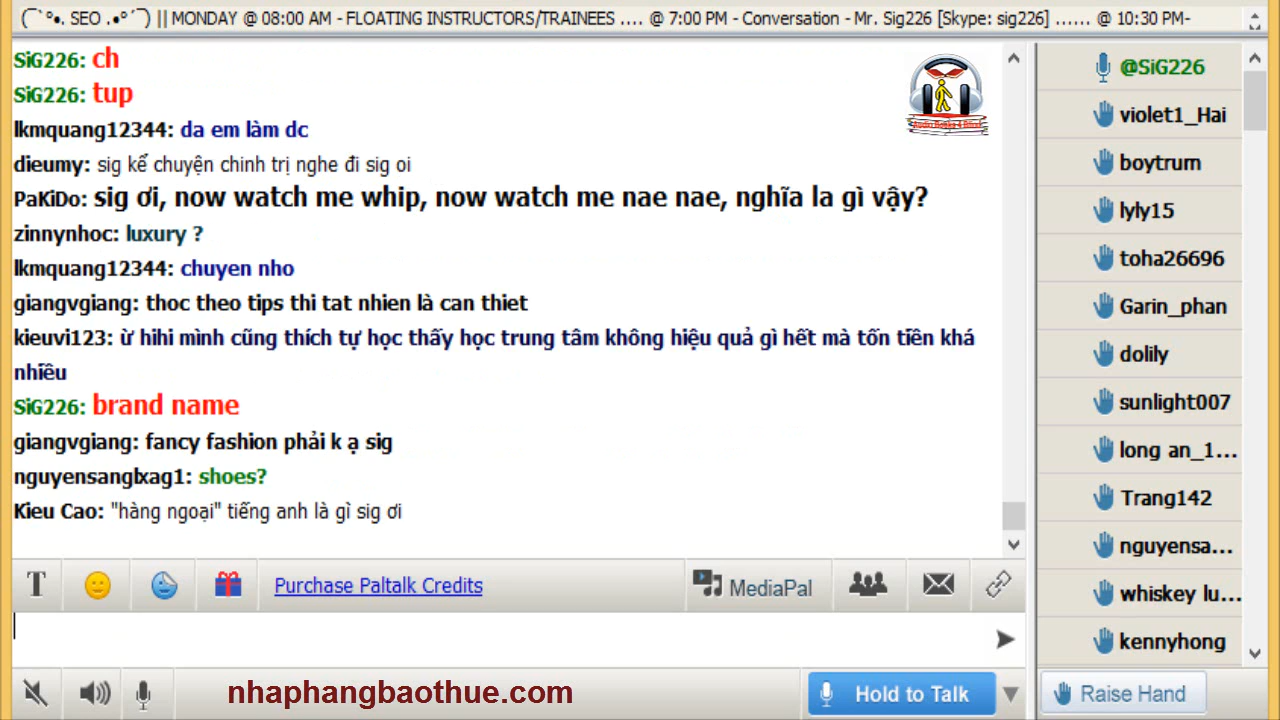 (¯`°•. SEO .•°´¯) || MONDAY @ 08:00 AM - FLOATING INSTRUCTORS/TRAINEES .... @ 7:00 PM - Conversation - Mr. Sig226 [Skype: sig226] ...... @ 10:30 PM-
SiG226: ch
SiG226: tup
lkmquang12344: da em làm dc
dieumy: sig kể chuyện chinh trị nghe đi sig oi
PaKiDo: sig ơi, now watch me whip, now watch me nae nae, nghĩa la gì vậy?
zinnynhoc: luxury ?
lkmquang12344: chuyen nho
giangvgiang: thoc theo tips thi tat nhien là can thiet
kieuvi123: ừ hihi mình cũng thích tự học thấy học trung tâm không hiệu quả gì hết mà tốn tiền khá
nhiều
SiG226: brand name
giangvgiang: fancy fashion phải k ạ sig
nguyensanglxag1: shoes?
Kieu Cao: "hàng ngoại" tiếng anh là gì sig ơi
@SiG226
violet1_Hai
boytrum
lyly15
toha26696
Garin_phan
dolily
sunlight007
long an_1...
Trang142
nguyensa...
whiskey lu...
kennyhong
T
Purchase Paltalk Credits
MediaPal
nhaphangbaothue.com
Hold to Talk
Raise Hand